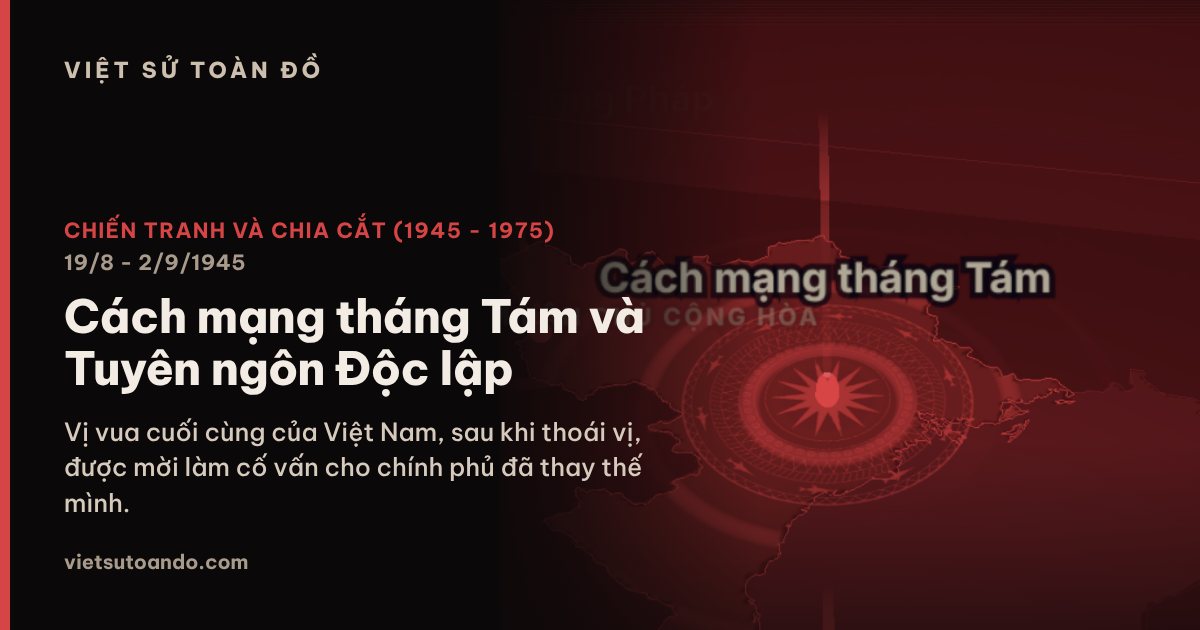 VIỆT SỬ TOÀN ĐỒ
CHIẾN TRANH VÀ CHIA CẮT (1945 - 1975)
19/8 - 2/9/1945
Cách mạng tháng Tám và
Tuyên ngôn Độc lập
Vị vua cuối cùng của Việt Nam, sau khi thoái vị,
được mời làm cố vấn cho chính phủ đã thay thế
mình.
vietsutoando.com
Pháp
Cách mạng tháng Tám
CỘNG HÒA